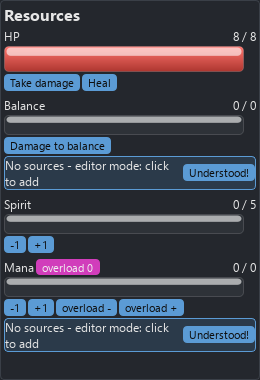 Resources
HP 8 / 8
Take damage Heal
Balance 0 / 0
Damage to balance
No sources - editor mode: click
to add
Understood!
Spirit 0 / 5
-1 +1
Mana overload 0 0 / 0
-1 +1 overload - overload +
No sources - editor mode: click
to add
Understood!